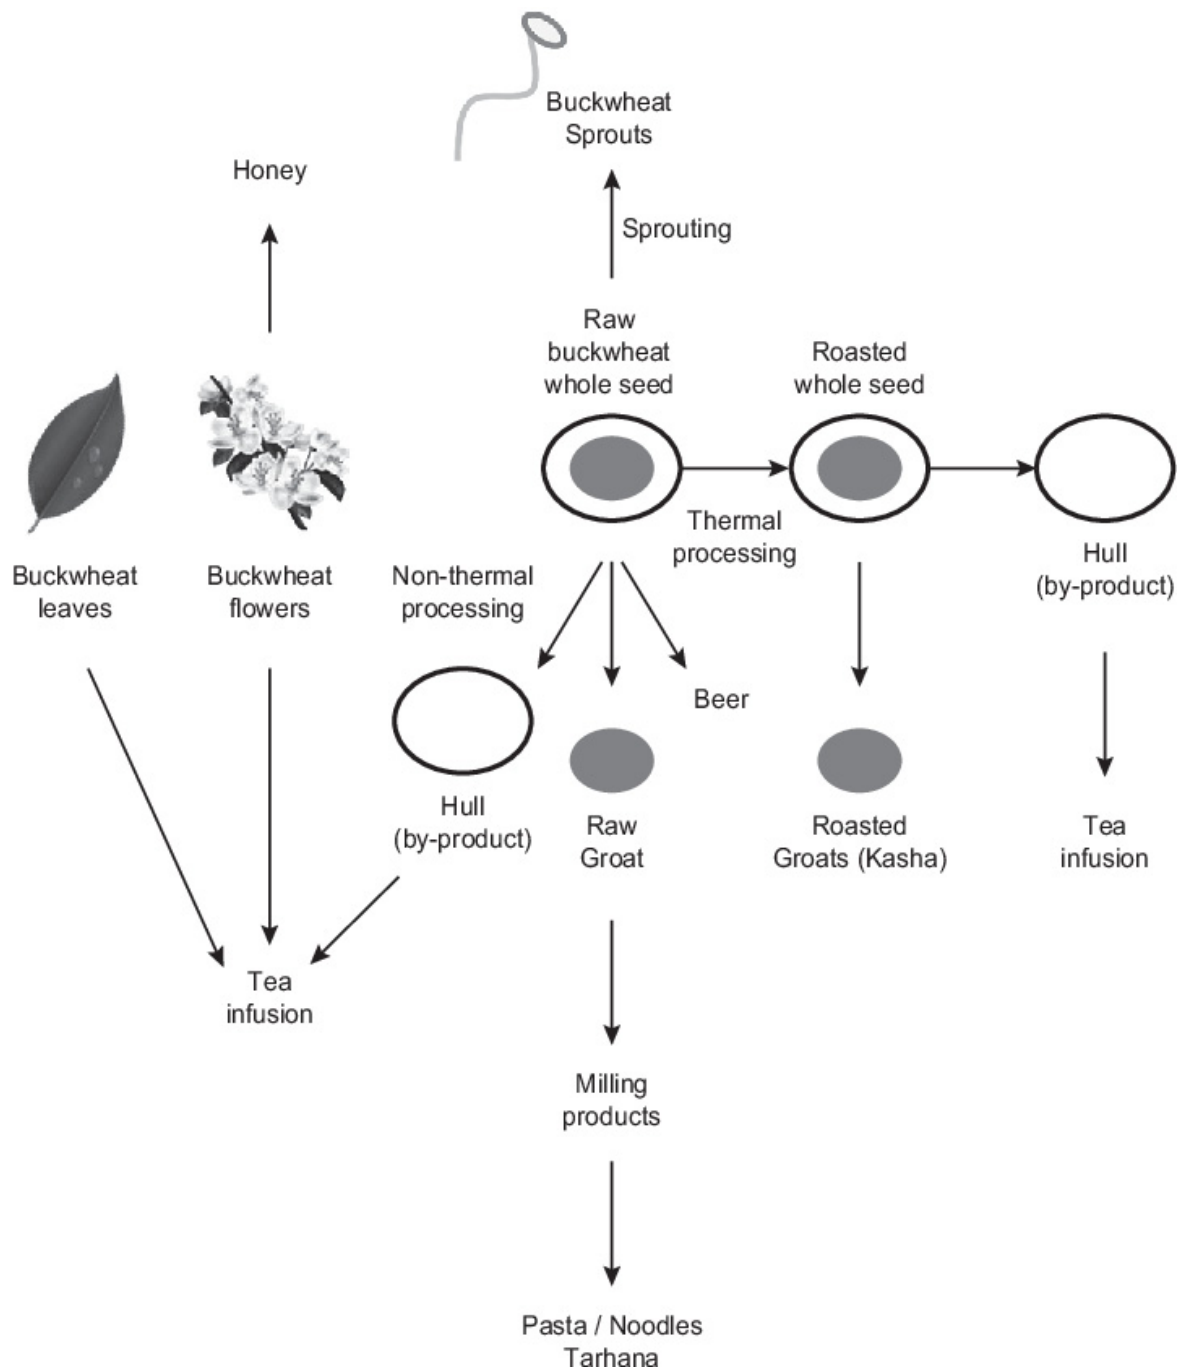 Buckwheat
Sprouts
Honey
Sprouting
Raw
buckwheat
whole seed
Roasted
whole seed
Thermal
processing
Hull
(by-product)
Buckwheat
leaves
Buckwheat
flowers
Non-thermal
processing
Beer
Hull
(by-product)
Raw
Groat
Roasted
Groats (Kasha)
Tea
infusion
Tea
infusion
Milling
products
Pasta / Noodles
Tarhana